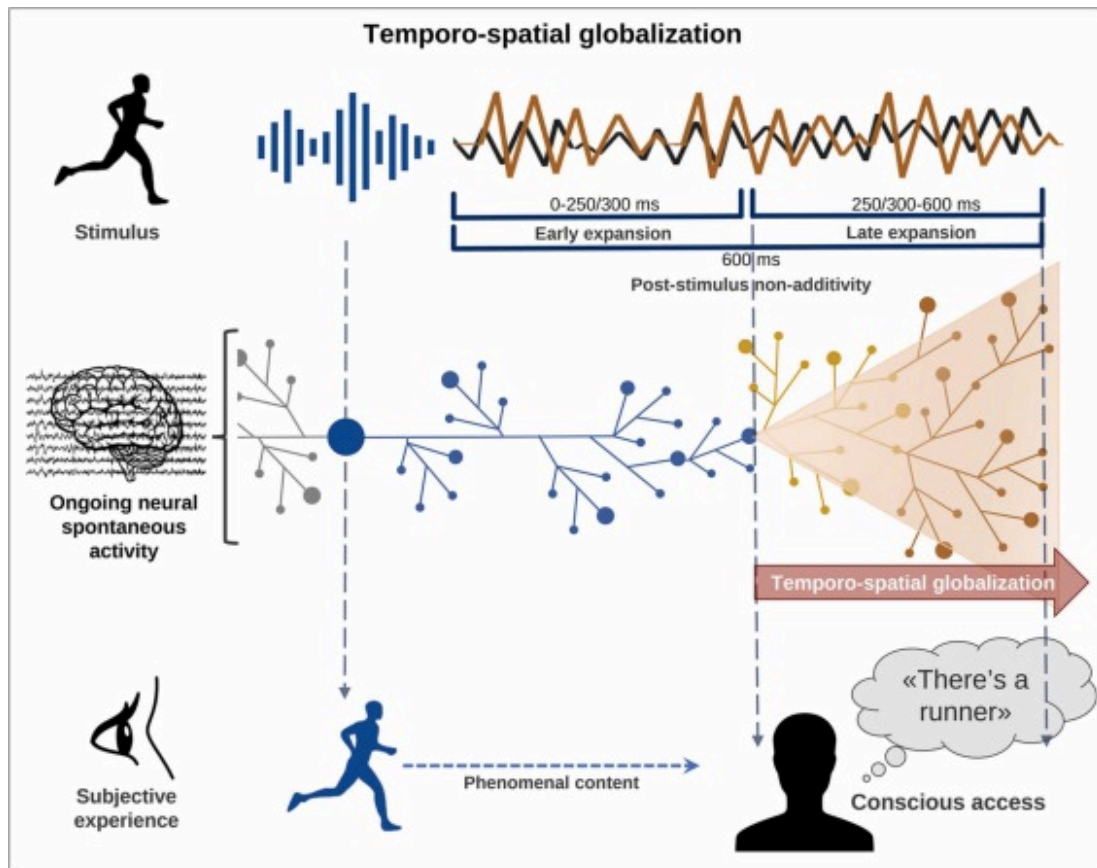 Temporo-spatial globalization
Stimulus
0-250/300 ms
250/300-600 ms
Early expansion
Late expansion
600 ms
Post-stimulus non-additivity
Ongoing neural
spontaneous
activity
Temporo-spatial globalization
«There's a
runner»
Phenomenal content
Subjective
experience
Conscious access